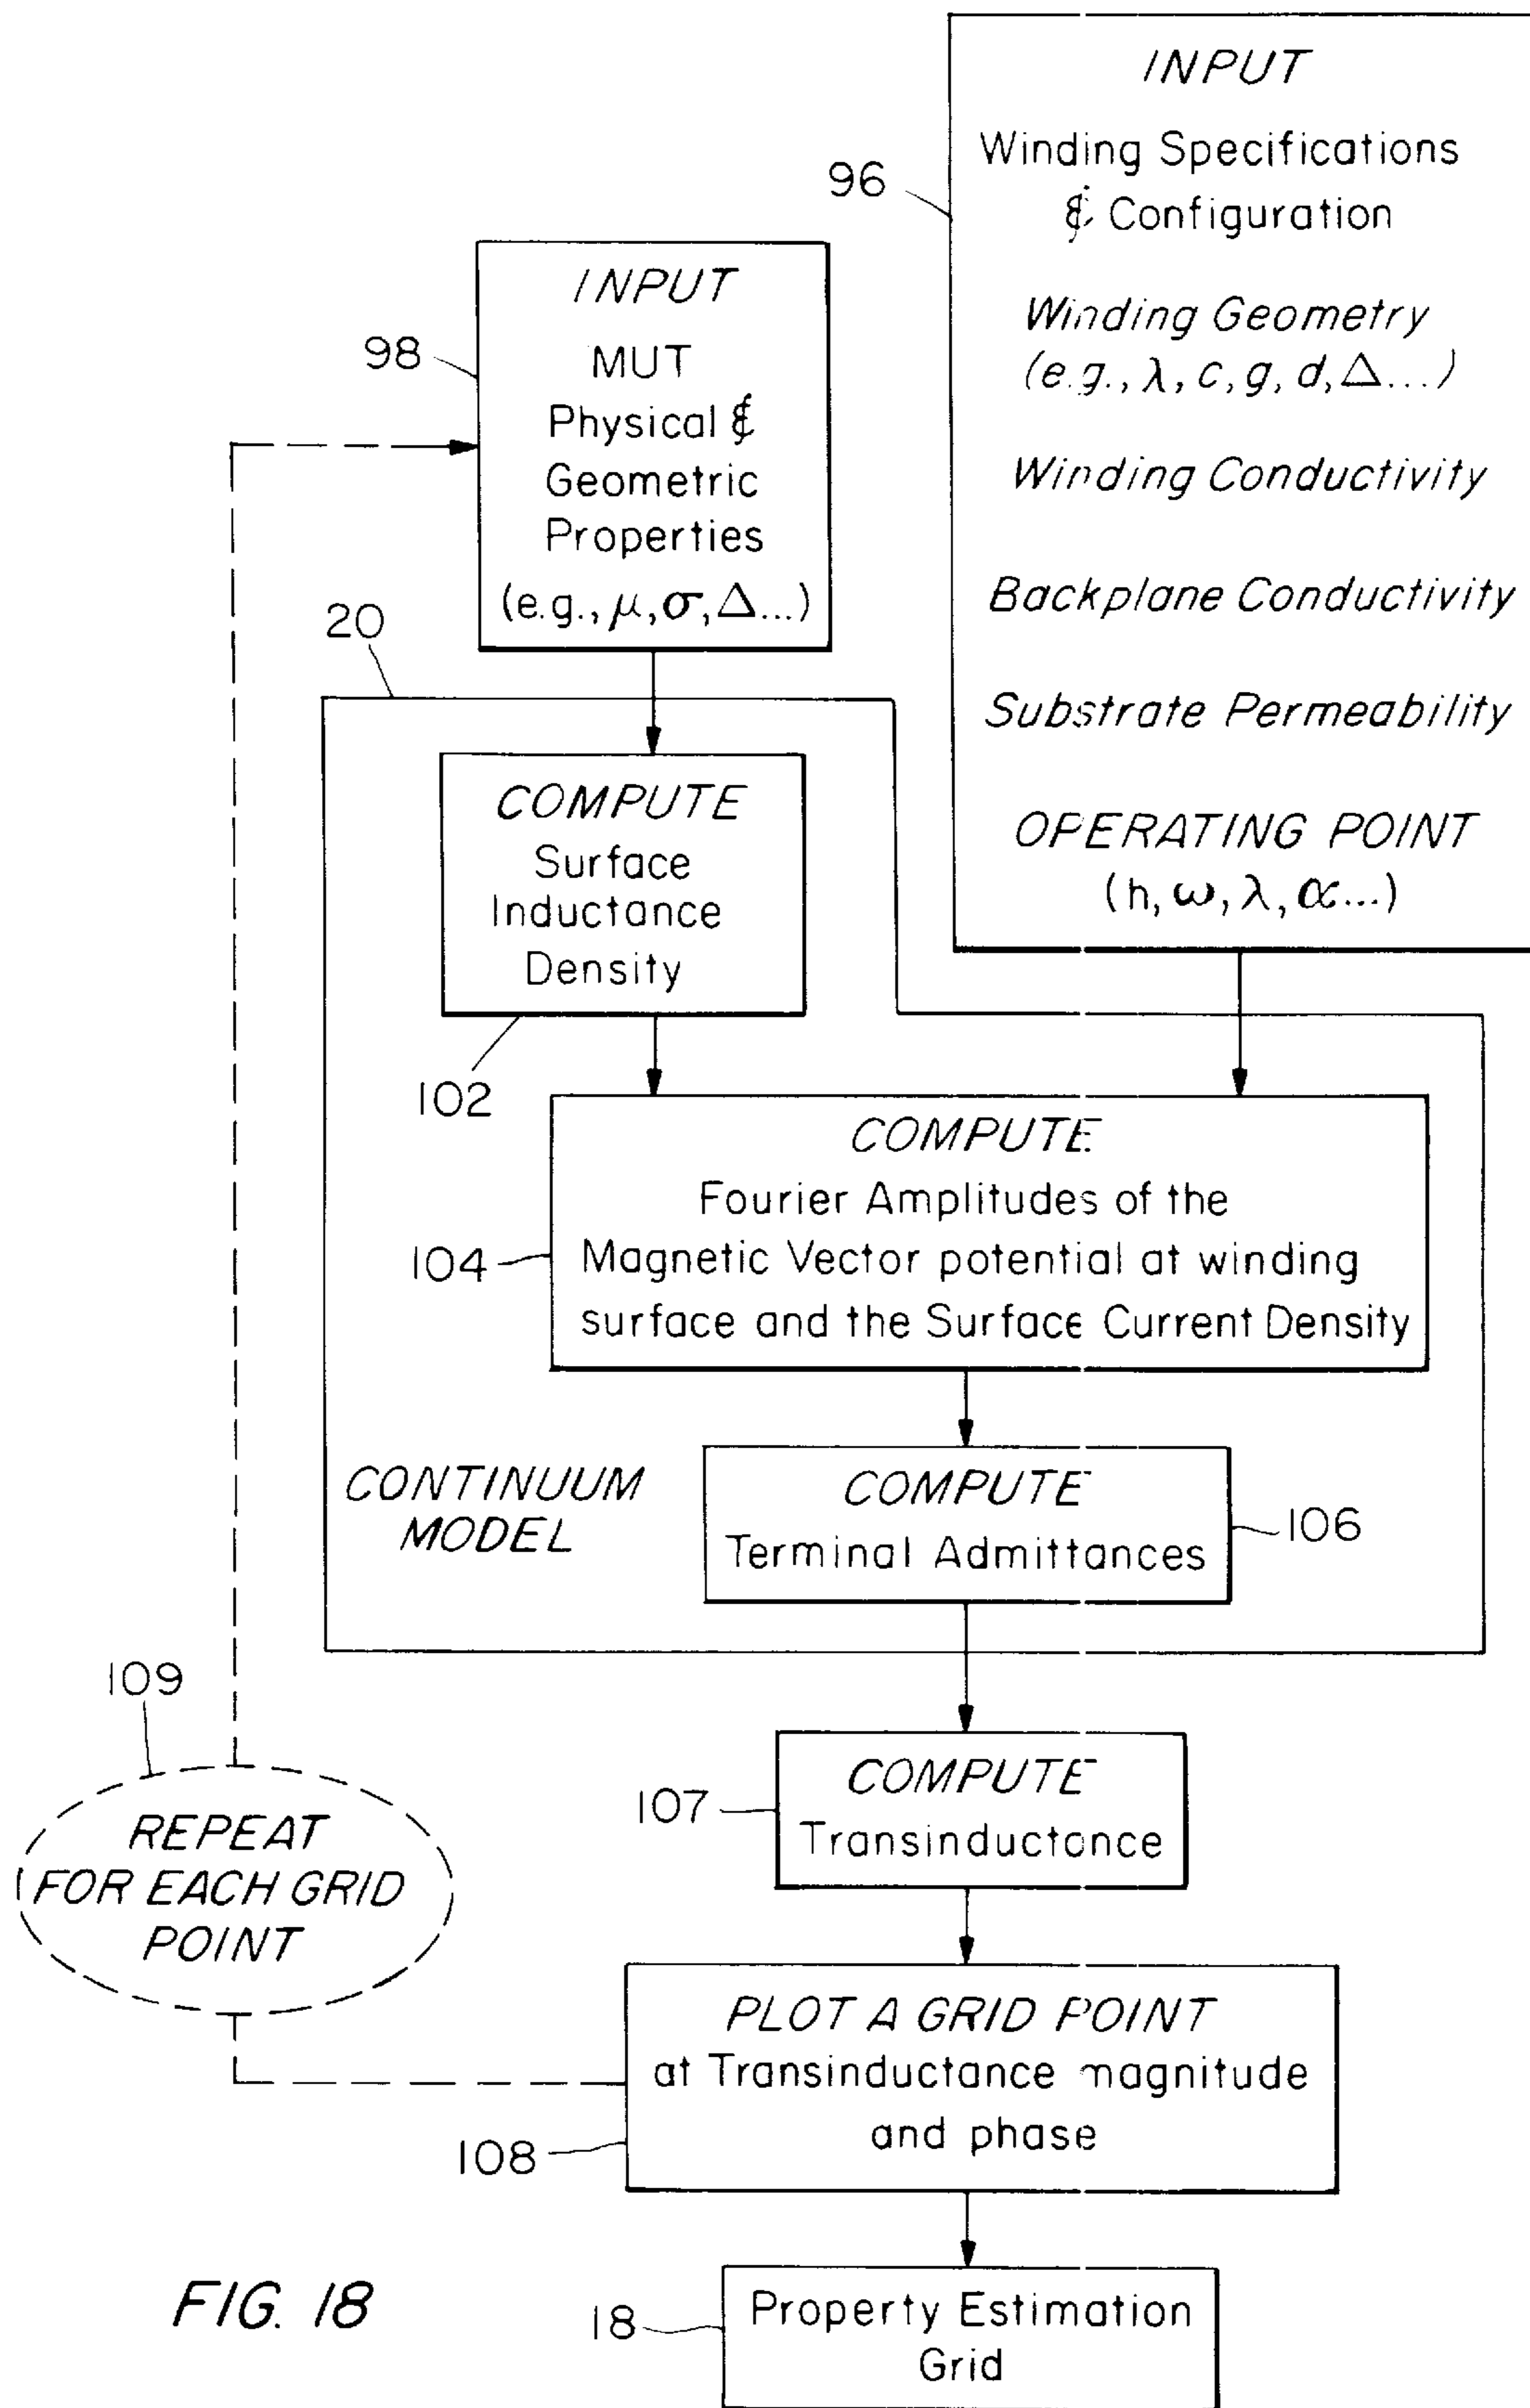 INPUT
Winding Specifications
& Configuration
Winding Geometry
(e.g., λ, c, g, d, Δ...)
Winding Conductivity
Backplane Conductivity
Substrate Permeability
OPERATING POINT
(h, ω, λ, α...)
96
INPUT
MUT
Physical &
Geometric
Properties
(e.g., μ, σ, Δ...)
98
20
COMPUTE
Surface
Inductance
Density
102
COMPUTE
Fourier Amplitudes of the
Magnetic Vector potential at winding
surface and the Surface Current Density
104
CONTINUUM
MODEL
COMPUTE
Terminal Admittances
106
109
REPEAT
FOR EACH GRID
POINT
COMPUTE
Transinductance
107
PLOT A GRID POINT
at Transinductance magnitude
and phase
108
Property Estimation
Grid
18
FIG. 18